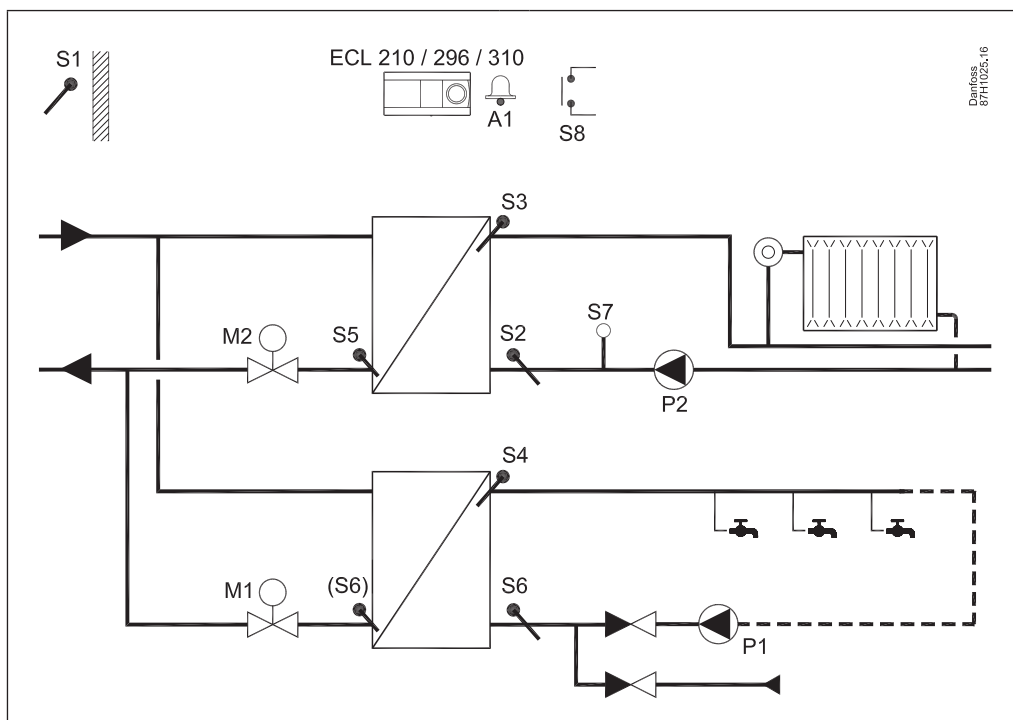 S1
ECL 210 / 296 / 310
A1
S8
Danfoss
87H1025.16
S3
M2
S5
S2
S7
P2
S4
M1
(S6)
S6
P1